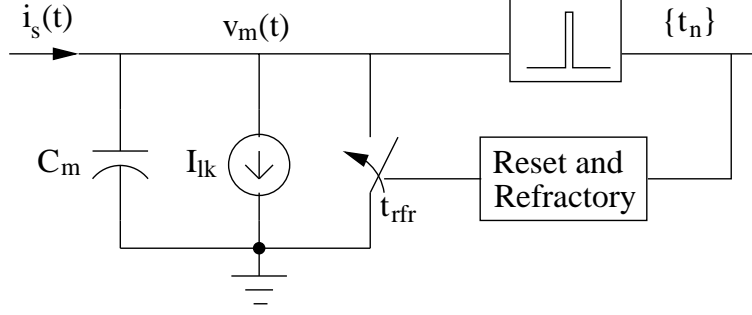 i_s(t)
v_m(t)
{t_n}
C_m
I_lk
t_rfr
Reset and
Refractory